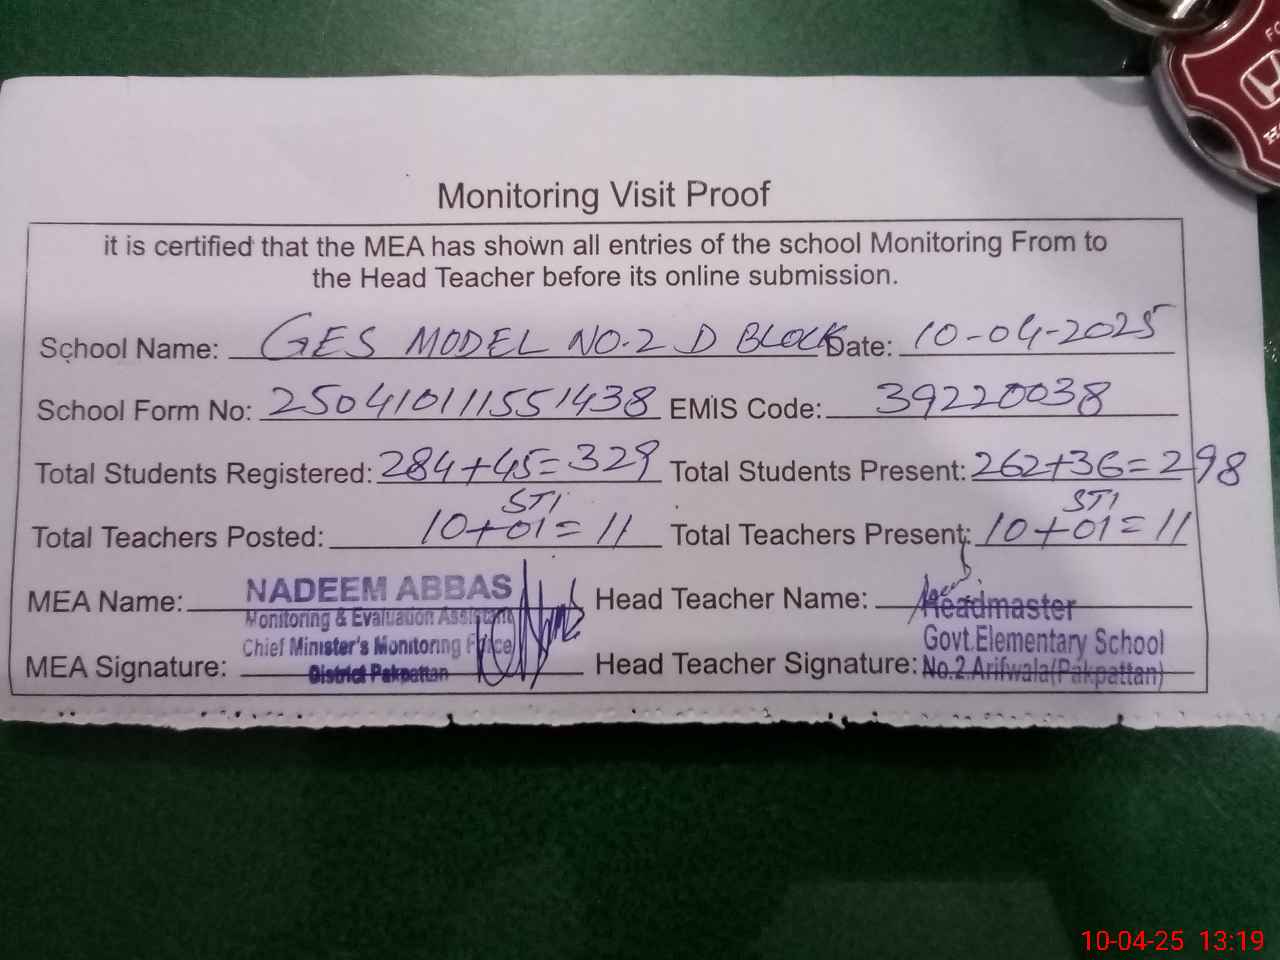 Monitoring Visit Proof
it is certified that the MEA has shown all entries of the school Monitoring From to
the Head Teacher before its online submission.
School Name: GES MODEL NO.2 D BLOCK Date: 10-04-2025
School Form No: 250410111551438 EMIS Code: 39220038
Total Students Registered: 284+45=329 Total Students Present: 262+36=298
STI STI
Total Teachers Posted: 10+01=11 Total Teachers Present: 10+01=11
MEA Name: NADEEM ABBAS Head Teacher Name: Headmaster
Monitoring & Evaluation Assistant
Chief Minister's Monitoring Force Govt.Elementary School
MEA Signature: District Pakpattan Head Teacher Signature: No.2 Arifwala(Pakpattan)
10-04-25 13:19